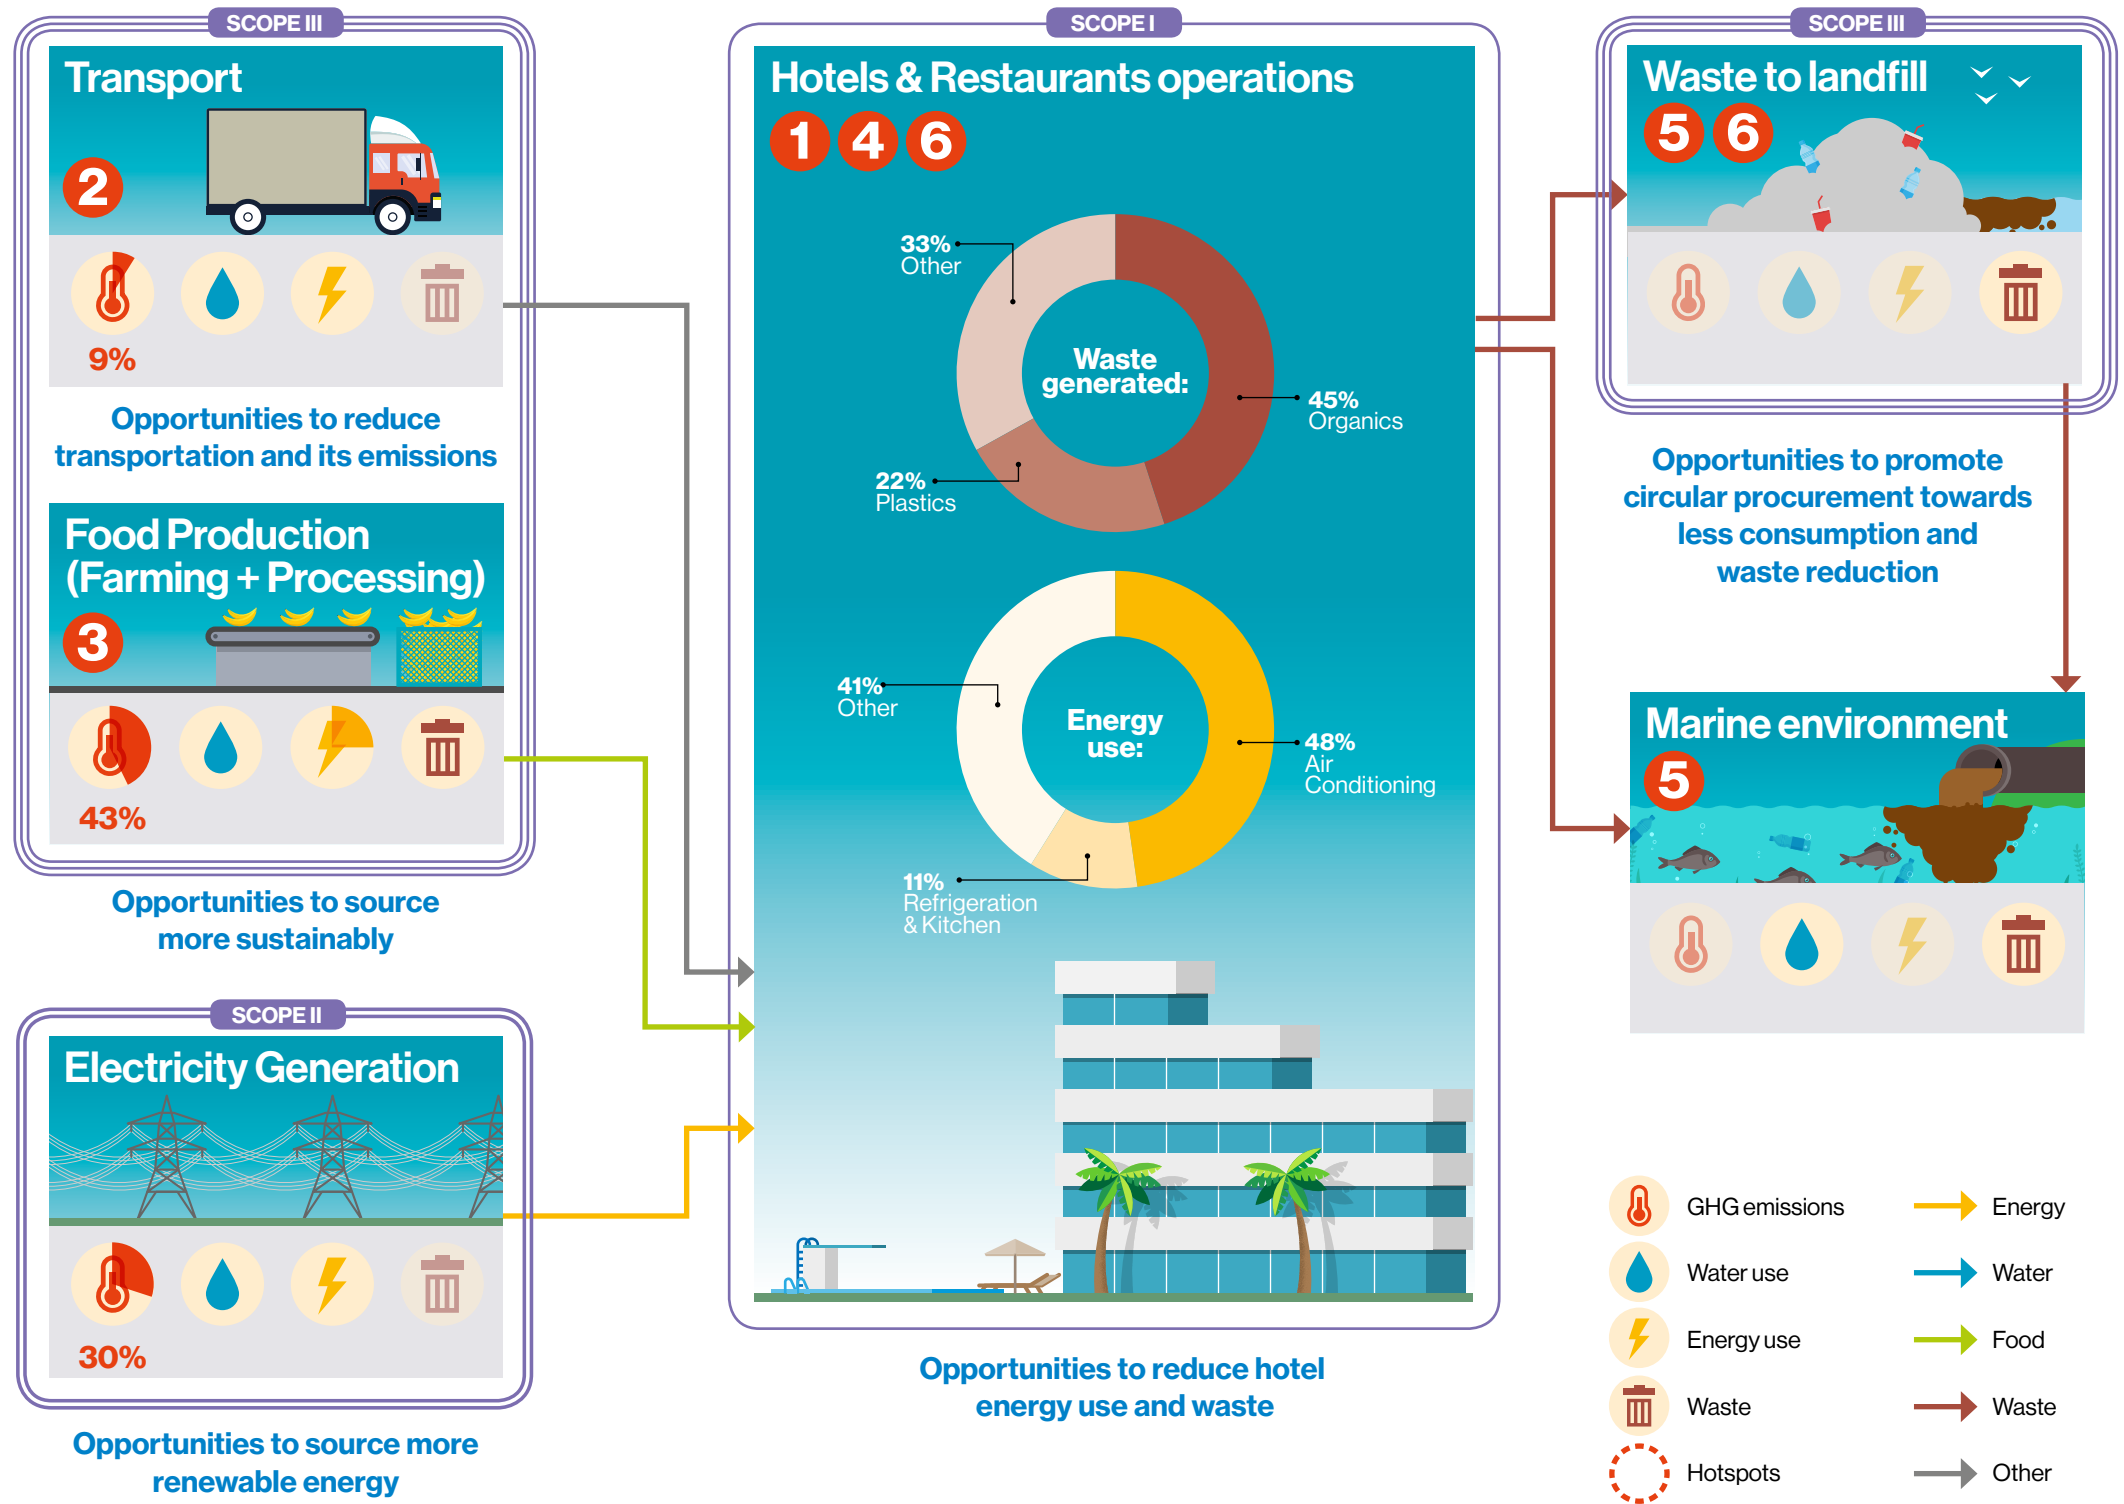 SCOPE III
Transport
2
9%
Opportunities to reduce
transportation and its emissions
Food Production
(Farming + Processing)
3
43%
Opportunities to source
more sustainably
SCOPE II
Electricity Generation
30%
Opportunities to source more
renewable energy
SCOPE I
Hotels & Restaurants operations
1 4 6
33%
Other
Waste
generated:
45%
Organics
22%
Plastics
41%
Other
Energy
use:
48%
Air
Conditioning
11%
Refrigeration
& Kitchen
Opportunities to reduce hotel
energy use and waste
SCOPE III
Waste to landfill
5 6
Opportunities to promote
circular procurement towards
less consumption and
waste reduction
Marine environment
5
GHG emissions
Water use
Energy use
Waste
Hotspots
Energy
Water
Food
Waste
Other